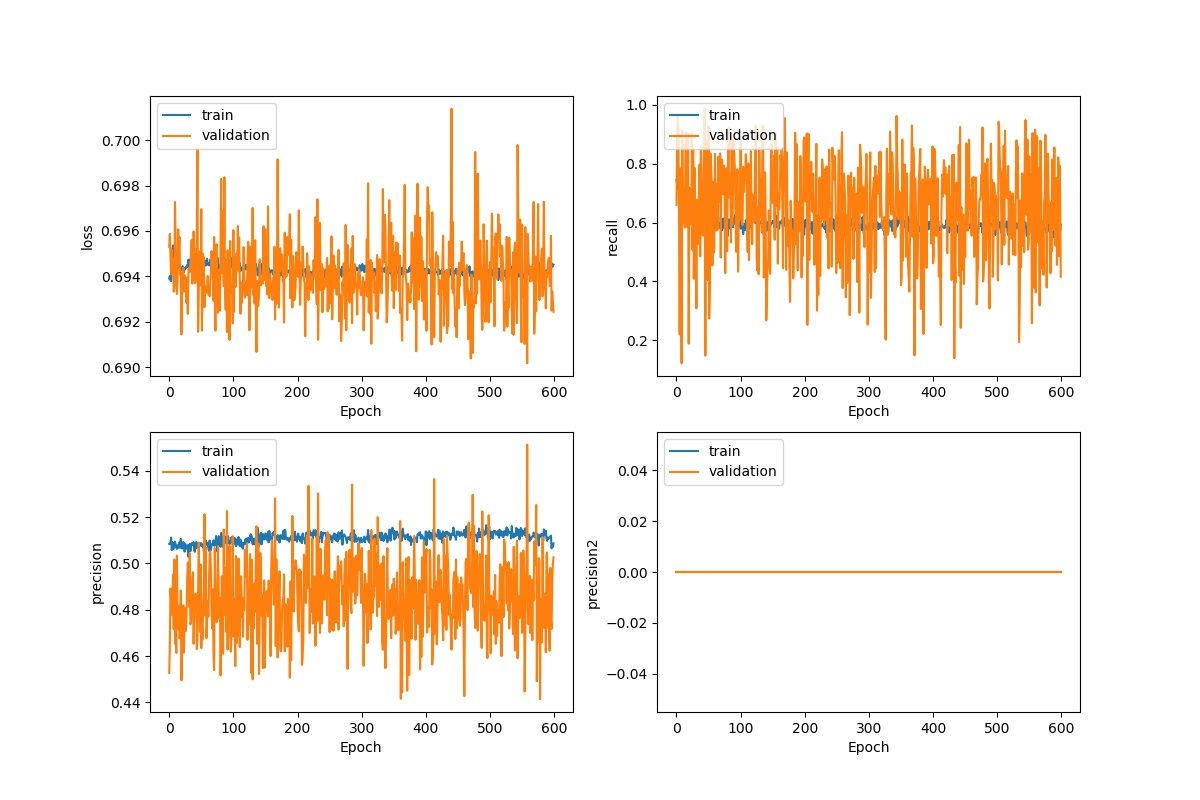 train
validation
0.700
0.698
0.696
0.694
0.692
0.690
loss
0 100 200 300 400 500 600
Epoch
train
validation
1.0
0.8
0.6
0.4
0.2
recall
0 100 200 300 400 500 600
Epoch
train
validation
0.54
0.52
0.50
0.48
0.46
0.44
precision
0 100 200 300 400 500 600
Epoch
train
validation
0.04
0.02
0.00
−0.02
−0.04
precision2
0 100 200 300 400 500 600
Epoch